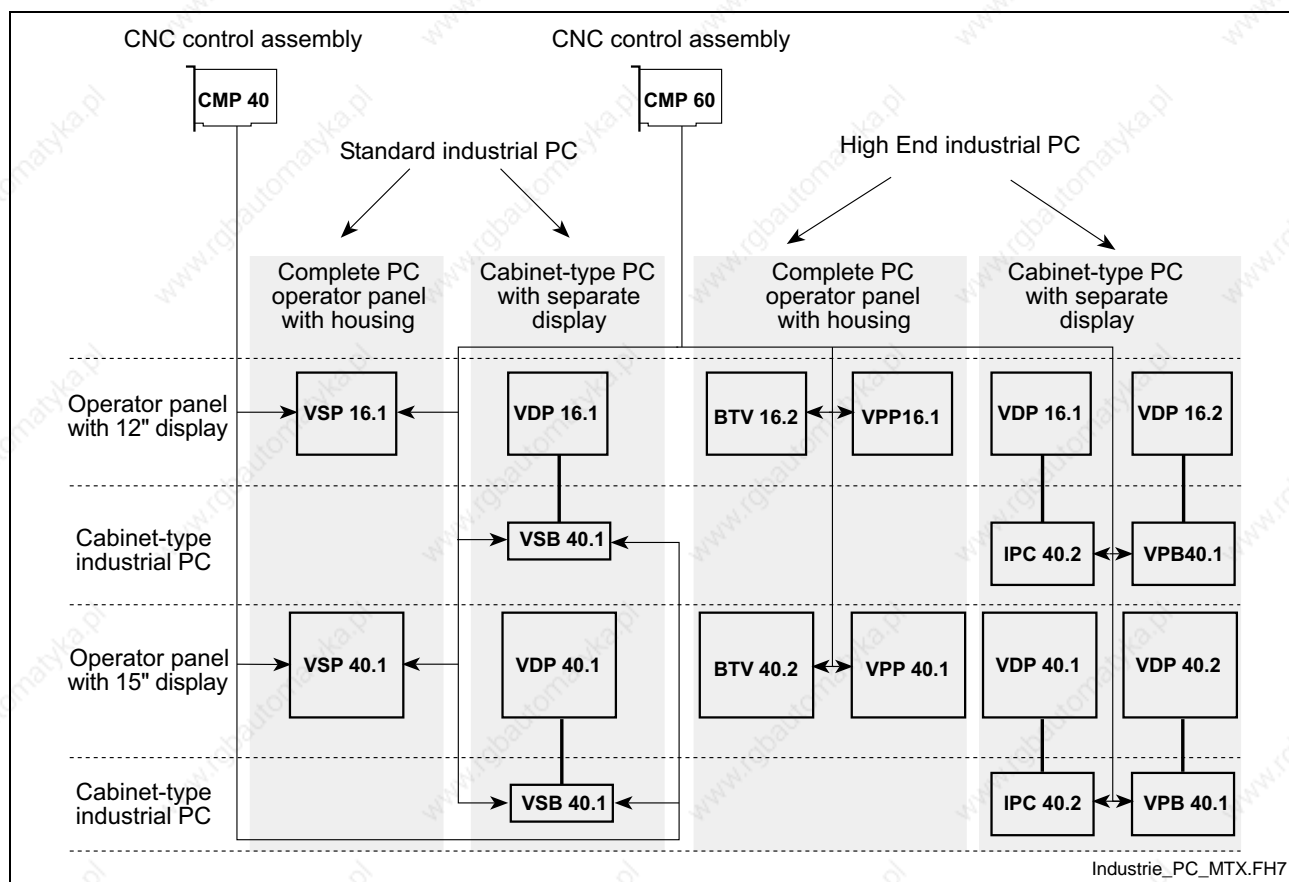 CNC control assembly
CNC control assembly
CMP 40
CMP 60
Standard industrial PC
High End industrial PC
Complete PC
operator panel
with housing
Cabinet-type PC
with separate
display
Complete PC
operator panel
with housing
Cabinet-type PC
with separate
display
Operator panel
with 12" display
VSP 16.1
VDP 16.1
BTV 16.2
VPP16.1
VDP 16.1
VDP 16.2
Cabinet-type
industrial PC
VSB 40.1
IPC 40.2
VPB40.1
Operator panel
with 15" display
VSP 40.1
VDP 40.1
BTV 40.2
VPP 40.1
VDP 40.1
VDP 40.2
Cabinet-type
industrial PC
VSB 40.1
IPC 40.2
VPB 40.1
Industrie_PC_MTX.FH7
www.rgbautomatyka.pl